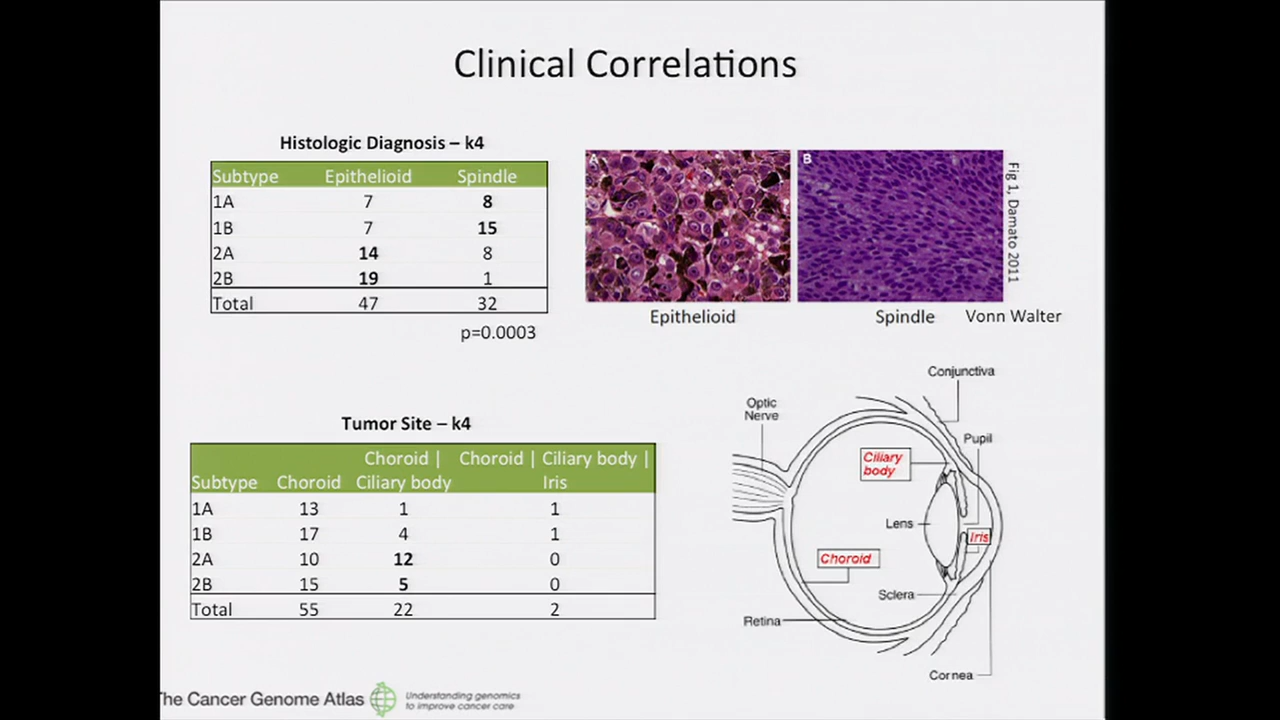 Clinical Correlations
Histologic Diagnosis – k4
Subtype Epithelioid Spindle
1A 7 8
1B 7 15
2A 14 8
2B 19 1
Total 47 32
p=0.0003
A
B
Fig 1, Damato 2011
Epithelioid
Spindle
Vonn Walter
Tumor Site – k4
Choroid | Choroid | Ciliary body |
Subtype Choroid Ciliary body Iris
1A 13 1 1
1B 17 4 1
2A 10 12 0
2B 15 5 0
Total 55 22 2
Conjunctiva
Optic
Nerve
Pupil
Ciliary
body
Lens
Iris
Choroid
Sclera
Retina
Cornea
The Cancer Genome Atlas
Understanding genomics
to improve cancer care